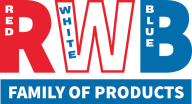 RED WHITE BLUE
RWB
FAMILY OF PRODUCTS